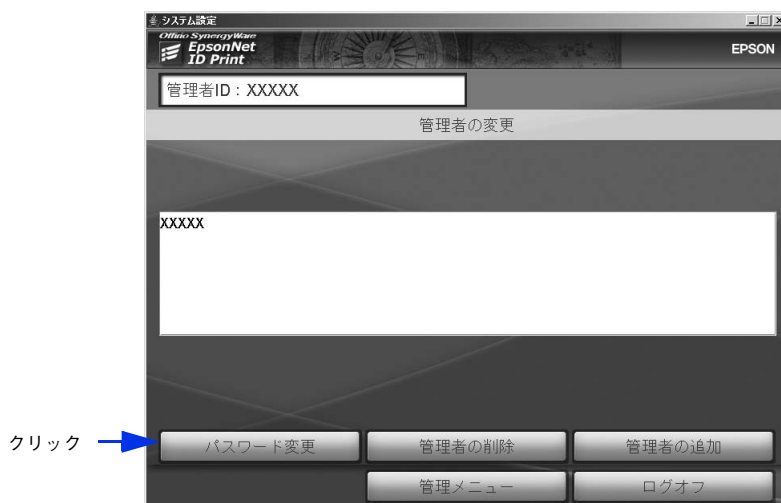 システム設定
Offirio SynergyWare
EpsonNet
ID Print
EPSON
管理者ID：XXXXX
管理者の変更
XXXXX
クリック
パスワード変更 管理者の削除 管理者の追加
管理メニュー ログオフ